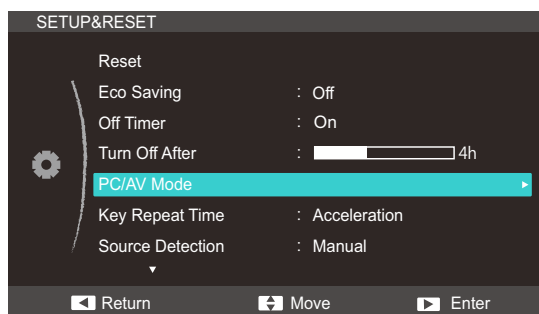 SETUP&RESET
Reset
Eco Saving : Off
Off Timer : On
Turn Off After : 4h
PC/AV Mode
Key Repeat Time : Acceleration
Source Detection : Manual
Return Move Enter